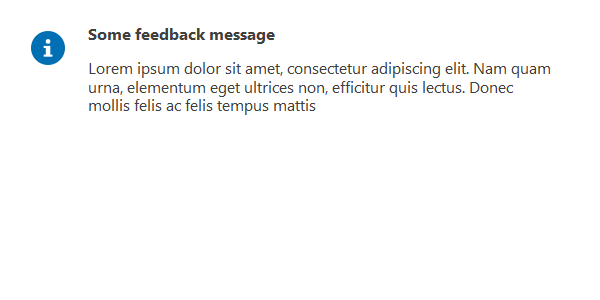 Some feedback message
Lorem ipsum dolor sit amet, consectetur adipiscing elit. Nam quam
urna, elementum eget ultrices non, efficitur quis lectus. Donec
mollis felis ac felis tempus mattis